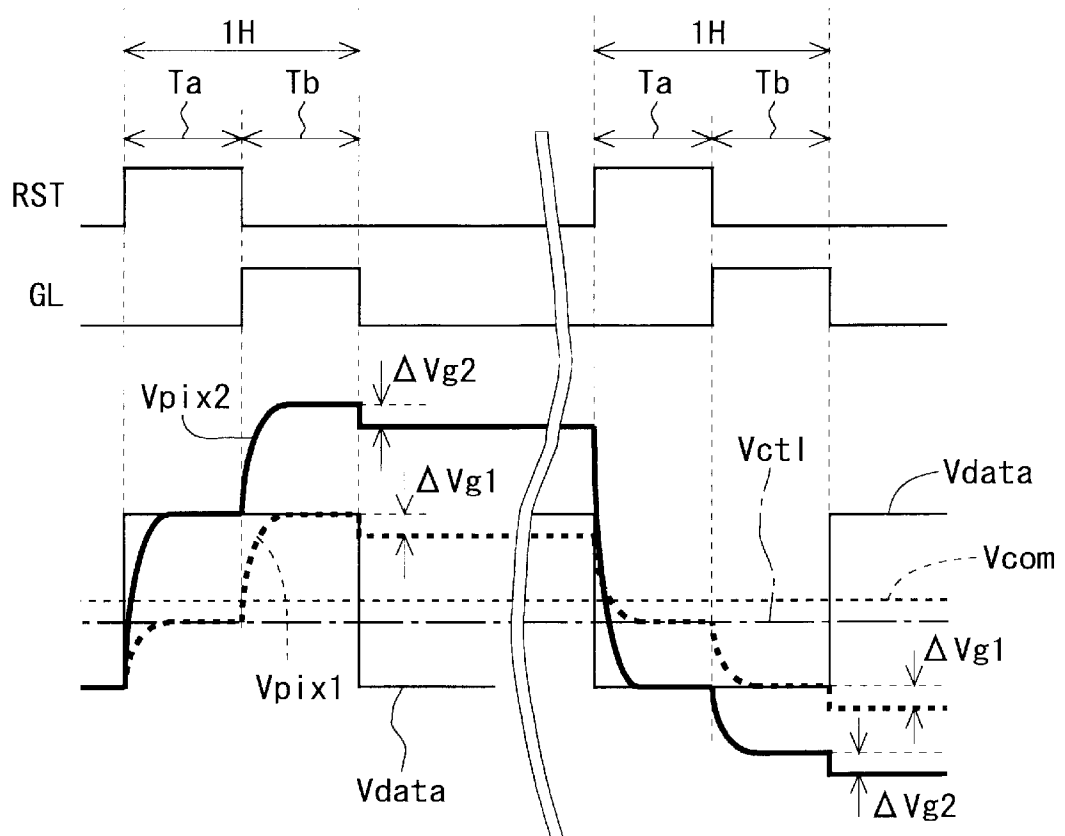 1H
1H
Ta
Tb
Ta
Tb
RST
GL
ΔVg2
Vpix2
Vctl
ΔVg1
Vdata
Vcom
ΔVg1
Vpix1
Vdata
ΔVg2